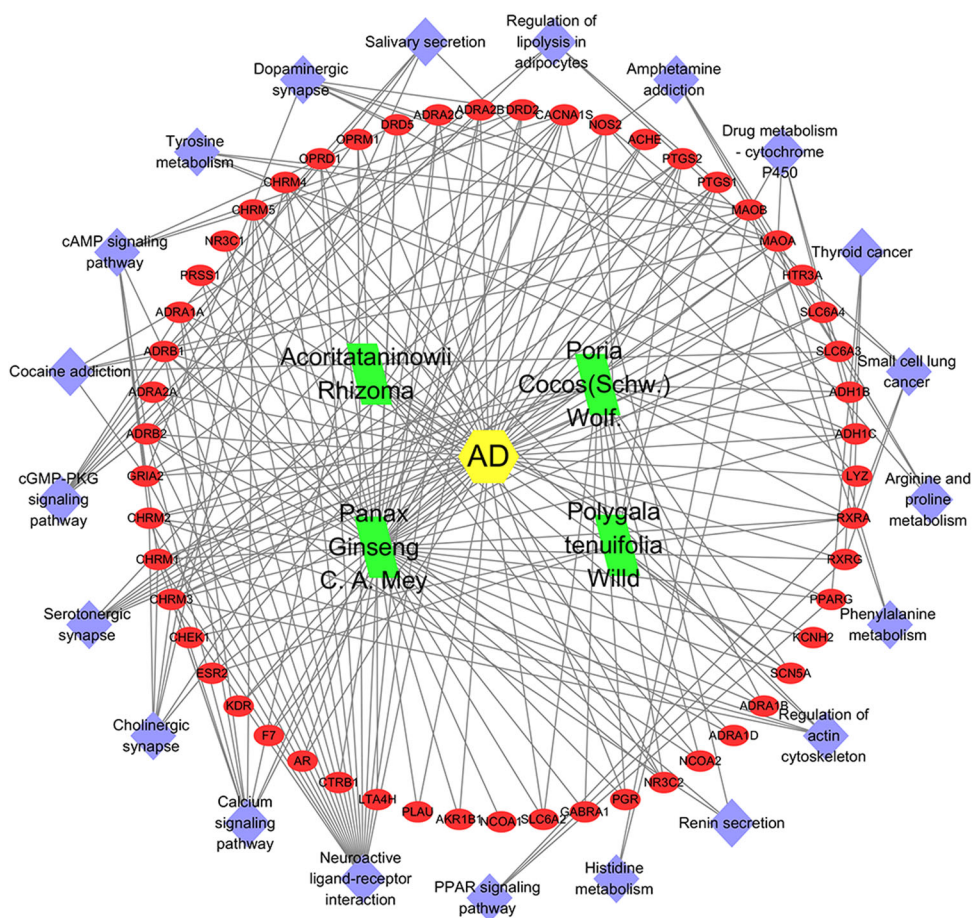 Salivary secretion
Regulation of
lipolysis in
adipocytes
Dopaminergic
synapse
Amphetamine
addiction
Tyrosine
metabolism
Drug metabolism
- cytochrome
P450
cAMP signaling
pathway
Thyroid cancer
Cocaine addiction
Small cell lung
cancer
cGMP-PKG
signaling
pathway
Arginine and
proline
metabolism
Serotonergic
synapse
Phenylalanine
metabolism
Cholinergic
synapse
Regulation of
actin
cytoskeleton
Calcium
signaling
pathway
Renin secretion
Neuroactive
ligand-receptor
interaction
PPAR signaling
pathway
Histidine
metabolism
ADRA2C
ADRA2B
DRD2
CACNA1S
NOS2
ACHE
PTGS2
PTGS1
MAOB
MAOA
HTR3A
SLC6A4
SLC6A3
ADH1B
ADH1C
LYZ
RXRA
RXRG
PPARG
KCNH2
SCN5A
ADRA1B
ADRA1D
NCOA2
NR3C2
PGR
GABRA1
SLC6A2
NCOA1
AKR1B1
PLAU
LTA4H
CTRB1
AR
F7
KDR
ESR2
CHEK1
CHRM3
CHRM1
CHRM2
GRIA2
ADRB2
ADRA2A
ADRB1
ADRA1A
PRSS1
NR3C1
CHRM5
CHRM4
OPRD1
OPRM1
DRD5
Acoritataninowii
Rhizoma
Poria
Cocos(Schw.)
Wolf.
AD
Panax
Ginseng
C. A. Mey
Polygala
tenuifolia
Willd